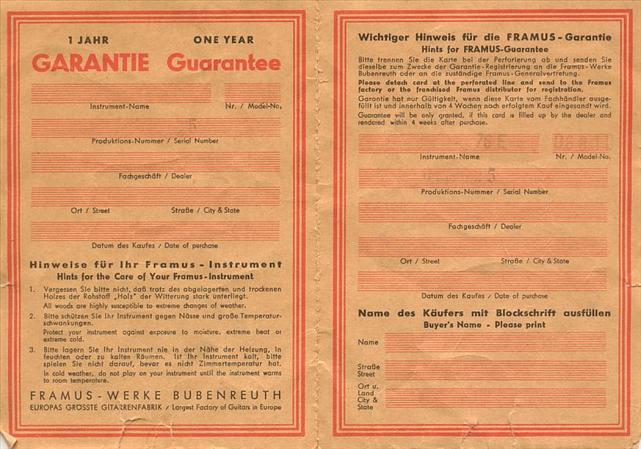 1 JAHR ONE YEAR
GARANTIE Guarantee
Instrument-Name Nr. / Model-No.
Produktions-Nummer / Serial Number
Fachgeschäft / Dealer
Ort / Street Straße / City & State
Datum des Kaufes / Date of purchase
Hinweise für Ihr Framus-Instrument
Hints for the Care of Your Framus-Instrument
1. Vergessen Sie bitte nicht, daß trotz des abgelagerten und trockenen
Holzes der Rohstoff „Holz" der Witterung stark unterliegt.
All woods are highly susceptible to extreme changes of weather.
2. Bitte schützen Sie Ihr Instrument gegen Nässe und große Temperatur-
schwankungen.
Protect your instrument against exposure to moisture, extreme heat or
extreme cold.
3. Bitte lagern Sie Ihr Instrument nie in der Nähe der Heizung, in
feuchten oder zu kalten Räumen. Ist Ihr Instrument kalt, bitte
spielen Sie nicht darauf, bevor es nicht Zimmertemperatur hat.
In cold weather, do not play on your instrument until the instrument warms
to room temperature.
FRAMUS-WERKE BUBENREUTH
EUROPAS GRÖSSTE GITARRENFABRIK / Largest Factory of Guitars in Europe
Wichtiger Hinweis für die FRAMUS-Garantie
Hints for FRAMUS-Guarantee
Bitte trennen Sie die Karte bei der Perforierung ab und senden Sie
dieselbe zum Zwecke der Garantie-Registrierung an die Framus-Werke
Bubenreuth oder an die zuständige Framus-Generalvertretung.
Please detach card at the perforated line and send to the Framus
factory or the franchised Framus distributor for registration.
Garantie hat nur Gültigkeit, wenn diese Karte vom Fachhändler ausge-
füllt ist und innerhalb von 4 Wochen nach erfolgtem Kauf eingesandt wird.
Guarantee will be only granted, if this card is filled up by the dealer and
rendered within 4 weeks after purchase.
Instrument-Name Nr. / Model-No.
5
Produktions-Nummer / Serial Number
Fachgeschäft / Dealer
Ort / Street Straße / City & State
Datum des Kaufes / Date of purchase
Name des Käufers mit Blockschrift ausfüllen
Buyer's Name - Please print
Name
Straße
Street
Ort u.
Land
City &
State